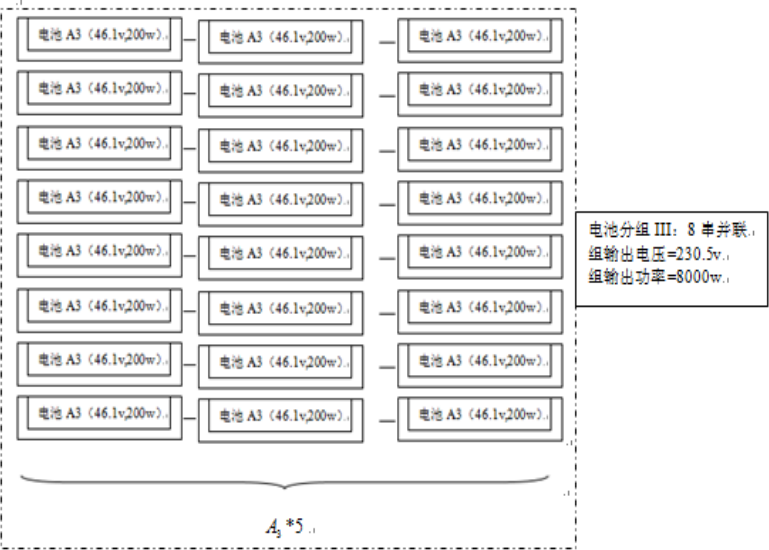 电池 A3（46.1v,200w） 电池 A3（46.1v,200w） 电池 A3（46.1v,200w）
电池 A3（46.1v,200w） 电池 A3（46.1v,200w） 电池 A3（46.1v,200w）
电池 A3（46.1v,200w） 电池 A3（46.1v,200w） 电池 A3（46.1v,200w）
电池 A3（46.1v,200w） 电池 A3（46.1v,200w） 电池 A3（46.1v,200w）
电池 A3（46.1v,200w） 电池 A3（46.1v,200w） 电池 A3（46.1v,200w）
电池 A3（46.1v,200w） 电池 A3（46.1v,200w） 电池 A3（46.1v,200w）
电池 A3（46.1v,200w） 电池 A3（46.1v,200w） 电池 A3（46.1v,200w）
电池 A3（46.1v,200w） 电池 A3（46.1v,200w） 电池 A3（46.1v,200w）
电池分组 III：8 串并联
组输出电压=230.5v
组输出功率=8000w
A₃ *5